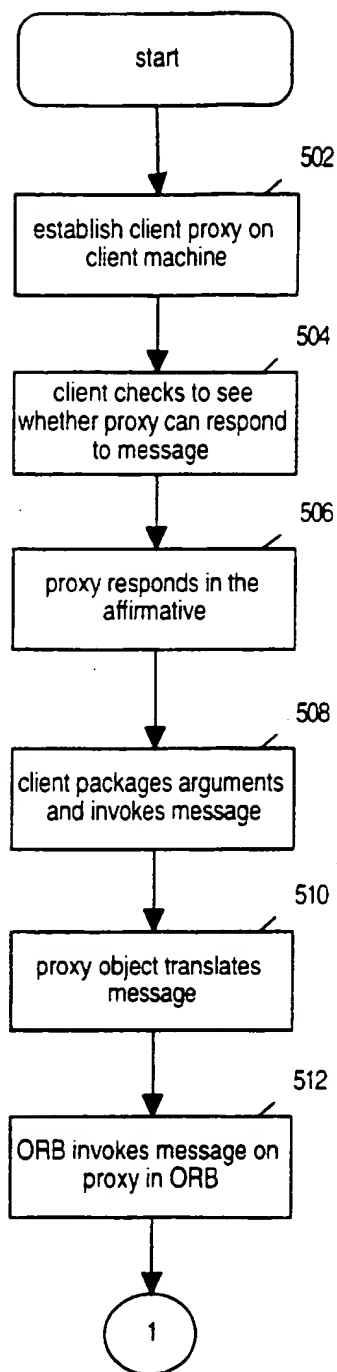 start
502
establish client proxy on
client machine
504
client checks to see
whether proxy can respond
to message
506
proxy responds in the
affirmative
508
client packages arguments
and invokes message
510
proxy object translates
message
512
ORB invokes message on
proxy in ORB
1